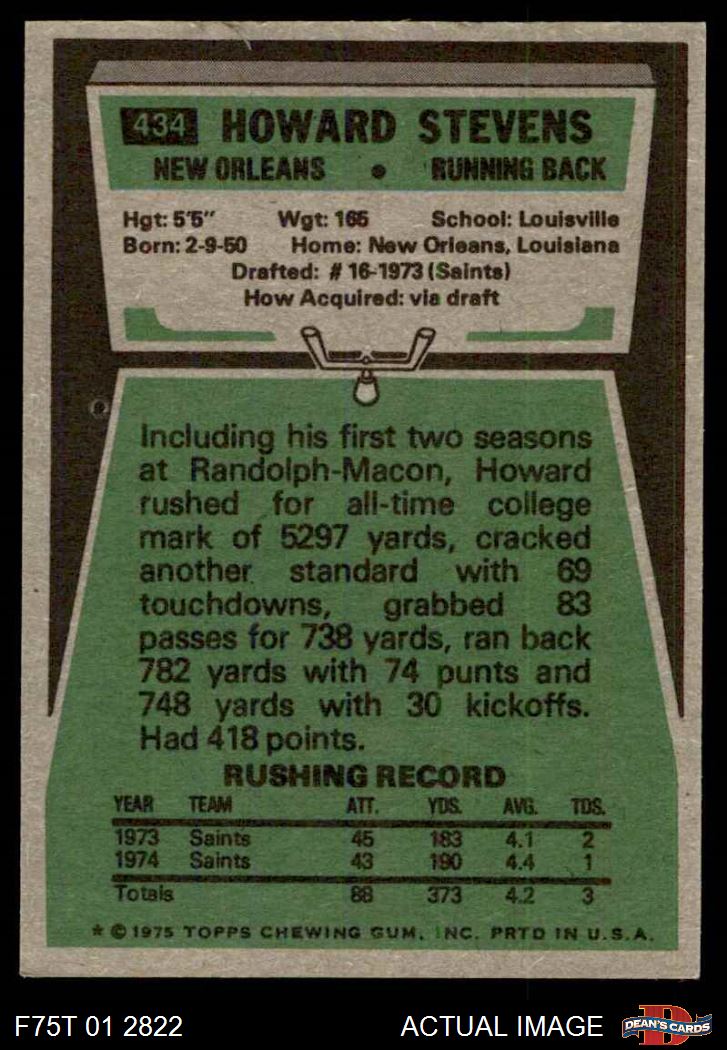 434 HOWARD STEVENS
NEW ORLEANS • RUNNING BACK
Hgt: 5'5" Wgt: 165 School: Louisville
Born: 2-9-50 Home: New Orleans, Louisiana
Drafted: # 16-1973 (Saints)
How Acquired: via draft
Including his first two seasons
at Randolph-Macon, Howard
rushed for all-time college
mark of 5297 yards, cracked
another standard with 69
touchdowns, grabbed 83
passes for 738 yards, ran back
782 yards with 74 punts and
748 yards with 30 kickoffs.
Had 418 points.
RUSHING RECORD
YEAR TEAM ATT. YDS. AVG. TDS.
1973 Saints 45 183 4.1 2
1974 Saints 43 190 4.4 1
Totals 88 373 4.2 3
* © 1975 TOPPS CHEWING GUM, INC. PRTD IN U.S.A.
F75T 01 2822 ACTUAL IMAGE D DEAN'S CARDS